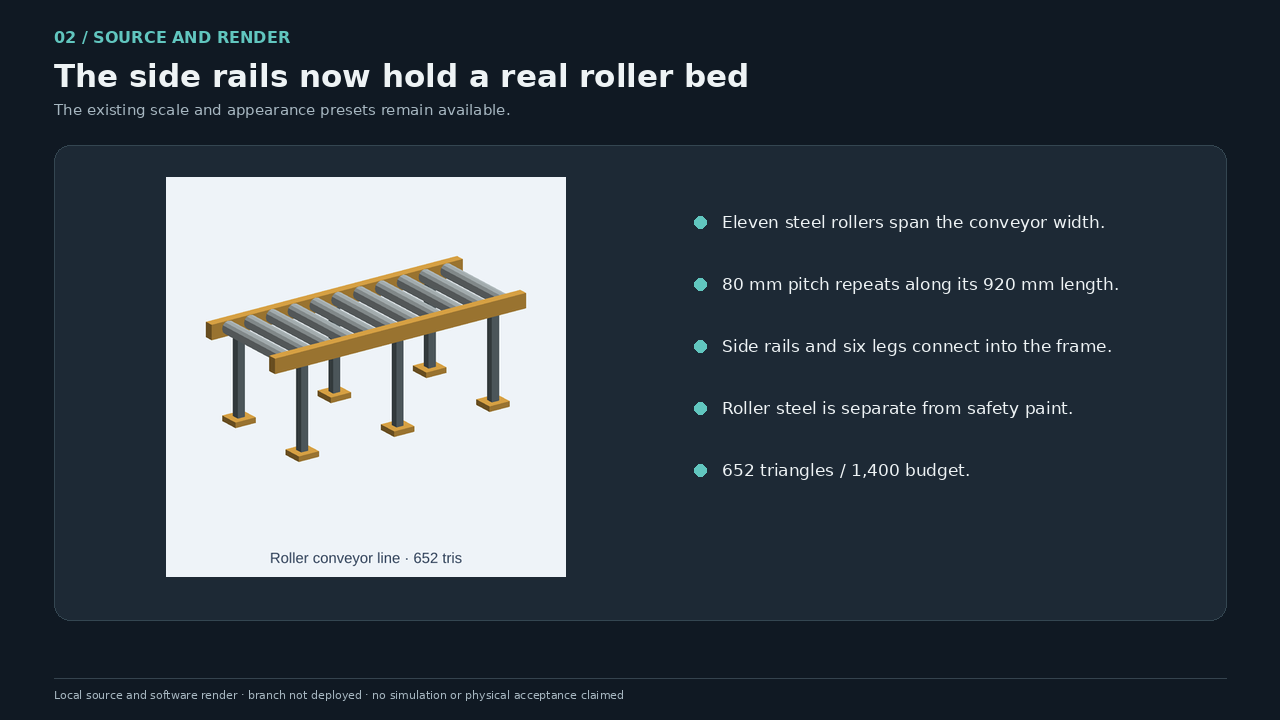 02 / SOURCE AND RENDER
The side rails now hold a real roller bed
The existing scale and appearance presets remain available.
Eleven steel rollers span the conveyor width.
80 mm pitch repeats along its 920 mm length.
Side rails and six legs connect into the frame.
Roller steel is separate from safety paint.
652 triangles / 1,400 budget.
Roller conveyor line · 652 tris
Local source and software render · branch not deployed · no simulation or physical acceptance claimed